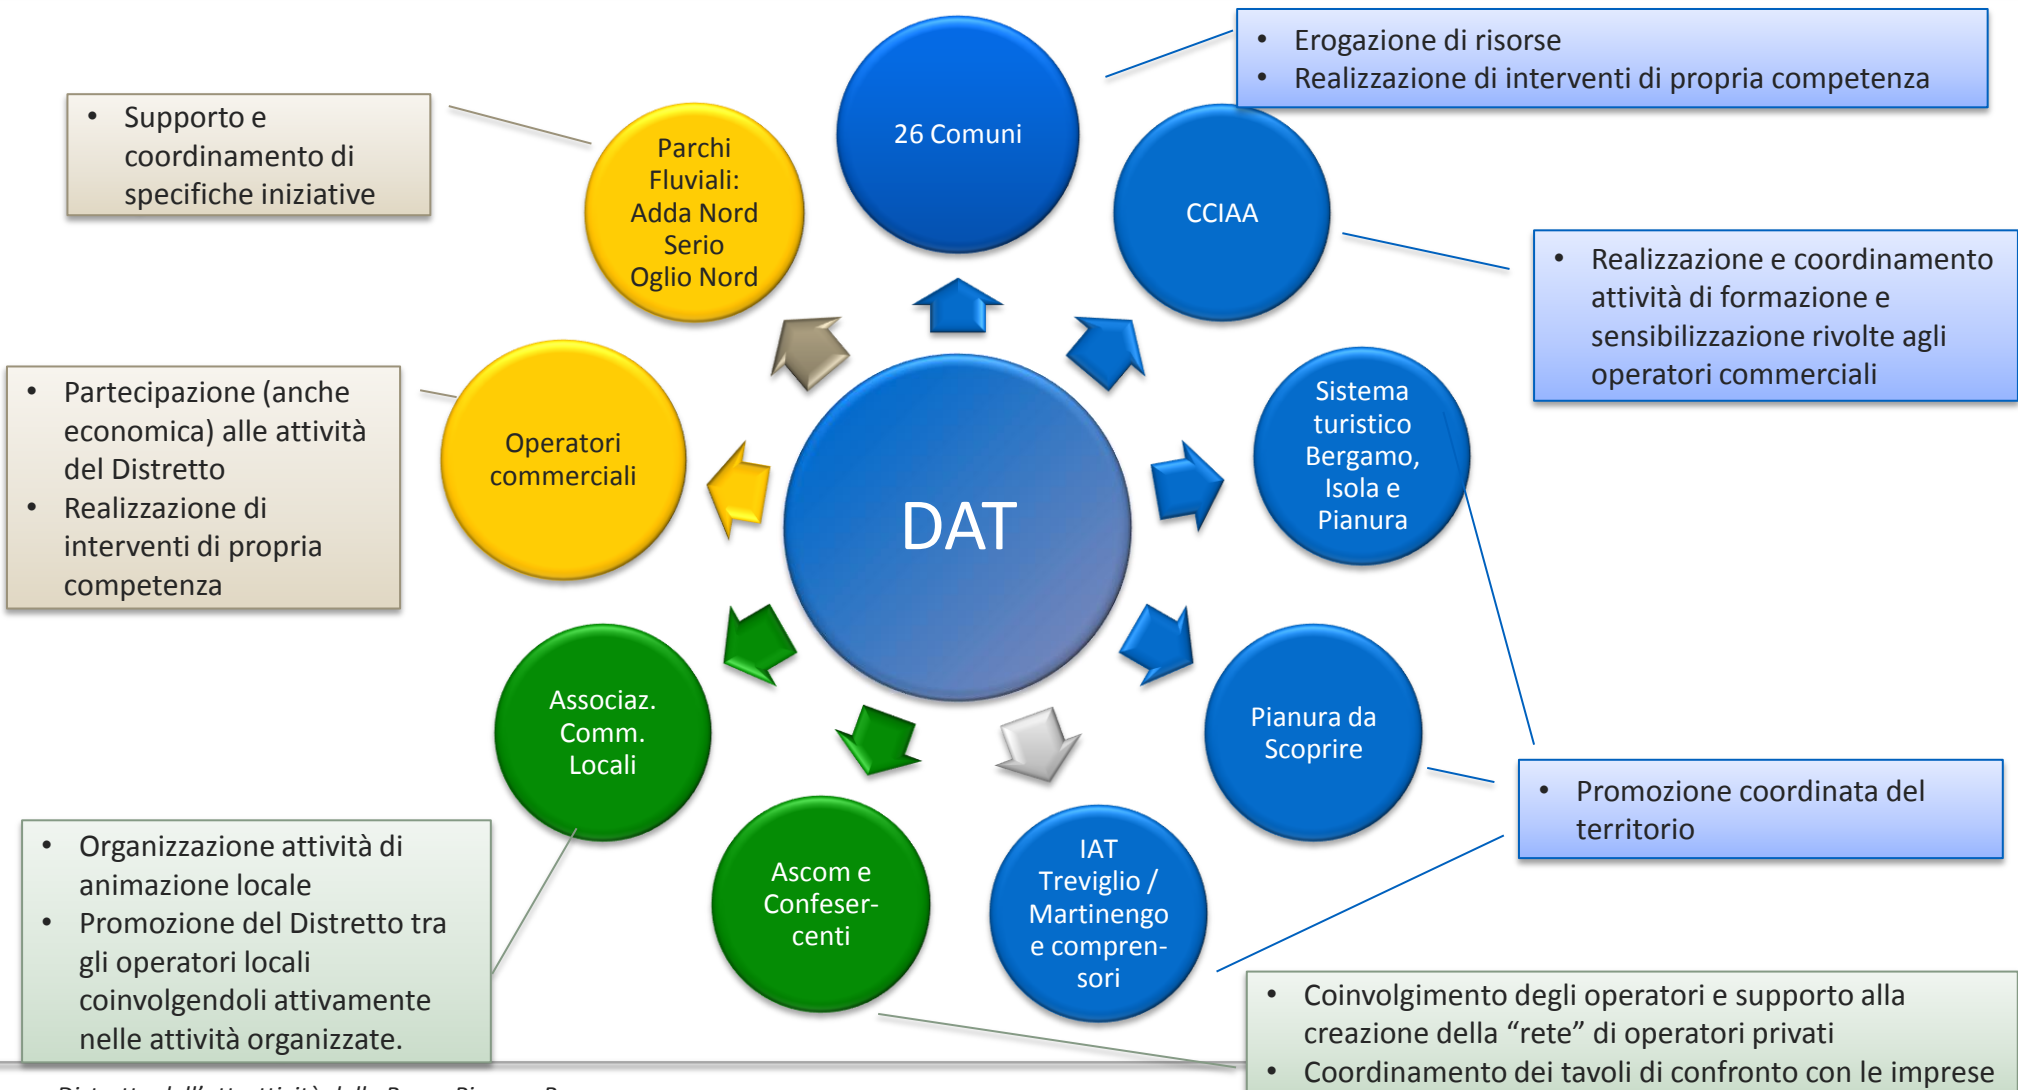 • Erogazione di risorse
• Realizzazione di interventi di propria competenza
• Supporto e
coordinamento di
specifiche iniziative
26 Comuni
Parchi
Fluviali:
Adda Nord
Serio
Oglio Nord
CCIAA
• Realizzazione e coordinamento
attività di formazione e
sensibilizzazione rivolte agli
operatori commerciali
• Partecipazione (anche
economica) alle attività
del Distretto
• Realizzazione di
interventi di propria
competenza
Operatori
commerciali
Sistema
turistico
Bergamo,
Isola e
Pianura
DAT
Associaz.
Comm.
Locali
Pianura da
Scoprire
• Promozione coordinata del
territorio
• Organizzazione attività di
animazione locale
• Promozione del Distretto tra
gli operatori locali
coinvolgendoli attivamente
nelle attività organizzate.
Ascom e
Confeser-
centi
IAT
Treviglio /
Martinengo
e compren-
sori
• Coinvolgimento degli operatori e supporto alla
creazione della “rete” di operatori privati
• Coordinamento dei tavoli di confronto con le imprese